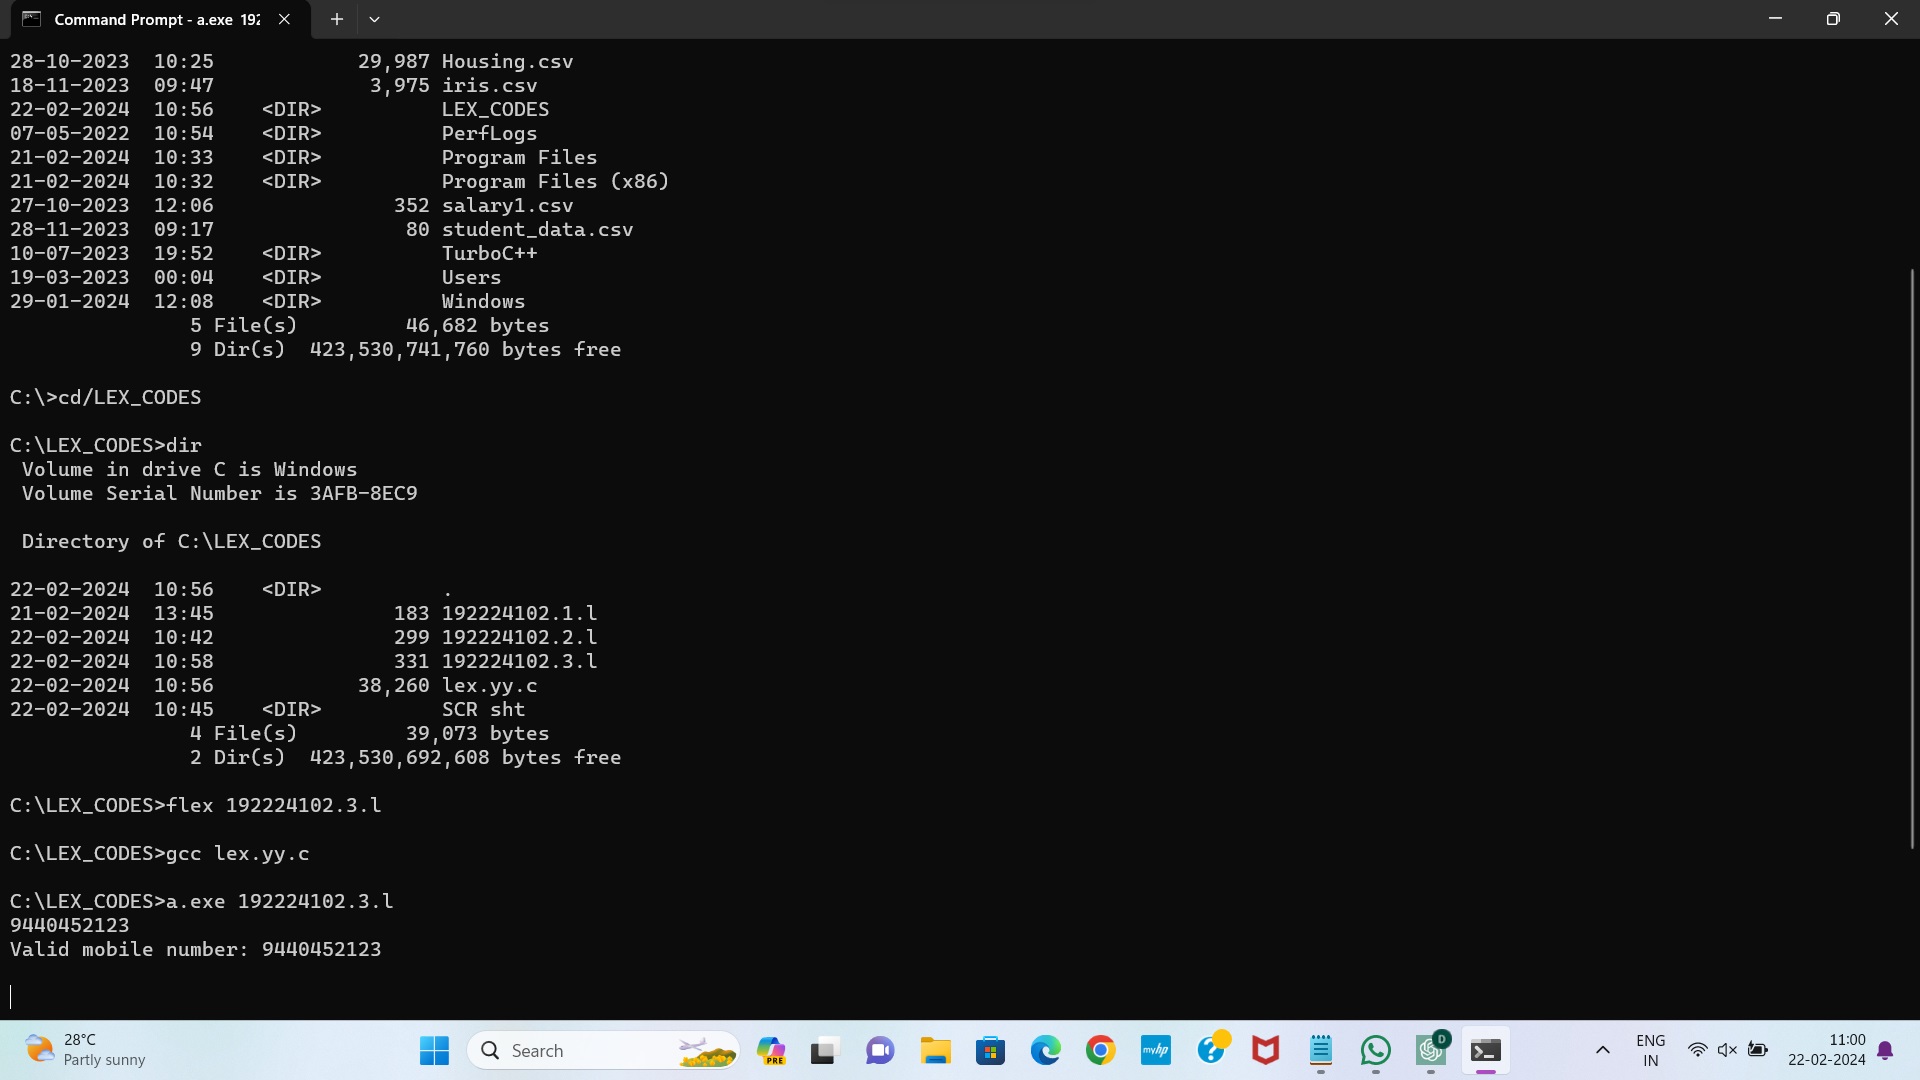 Command Prompt - a.exe 192
28-10-2023  10:25            29,987 Housing.csv
18-11-2023  09:47             3,975 iris.csv
22-02-2024  10:56    <DIR>          LEX_CODES
07-05-2022  10:54    <DIR>          PerfLogs
21-02-2024  10:33    <DIR>          Program Files
21-02-2024  10:32    <DIR>          Program Files (x86)
27-10-2023  12:06               352 salary1.csv
28-11-2023  09:17                80 student_data.csv
10-07-2023  19:52    <DIR>          TurboC++
19-03-2023  00:04    <DIR>          Users
29-01-2024  12:08    <DIR>          Windows
               5 File(s)         46,682 bytes
               9 Dir(s)  423,530,741,760 bytes free
C:\>cd/LEX_CODES
C:\LEX_CODES>dir
 Volume in drive C is Windows
 Volume Serial Number is 3AFB-8EC9
 Directory of C:\LEX_CODES
22-02-2024  10:56    <DIR>          .
21-02-2024  13:45               183 192224102.1.l
22-02-2024  10:42               299 192224102.2.l
22-02-2024  10:58               331 192224102.3.l
22-02-2024  10:56            38,260 lex.yy.c
22-02-2024  10:45    <DIR>          SCR sht
               4 File(s)         39,073 bytes
               2 Dir(s)  423,530,692,608 bytes free
C:\LEX_CODES>flex 192224102.3.l
C:\LEX_CODES>gcc lex.yy.c
C:\LEX_CODES>a.exe 192224102.3.l
9440452123
Valid mobile number: 9440452123
28°C
Partly sunny
Search
PRE
myhp
D
ENG
IN
11:00
22-02-2024